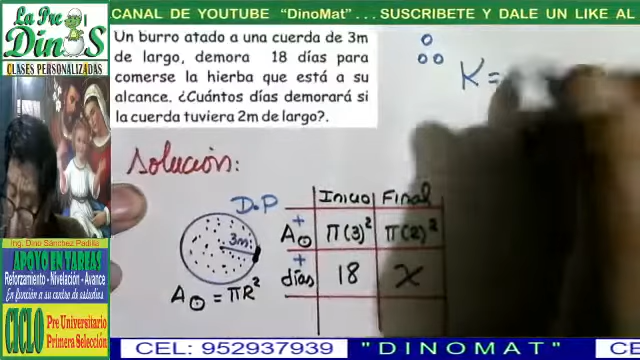 La Pre
DinoS
CLASES PERSONALIZADAS
CANAL DE YOUTUBE “DinoMat”... SUSCRIBETE Y DALE UN LIKE AL
Un burro atado a una cuerda de 3m
de largo, demora 18 días para
comerse la hierba que está a su
alcance. ¿Cuántos días demorará si
la cuerda tuviera 2m de largo?.
K=
Solución:
D.P
Inicio Final
3m
A⊙ + π(3)² π(2)²
días + 18 x
A⊙ = πR²
Ing. Dino Sánchez Padilla
APOYO EN TAREAS
Reforzamiento - Nivelación - Avance
En función a su centro de estudios
CICLO Pre Universitario
Primera Selección
CEL: 952937939 "DINOMAT" C